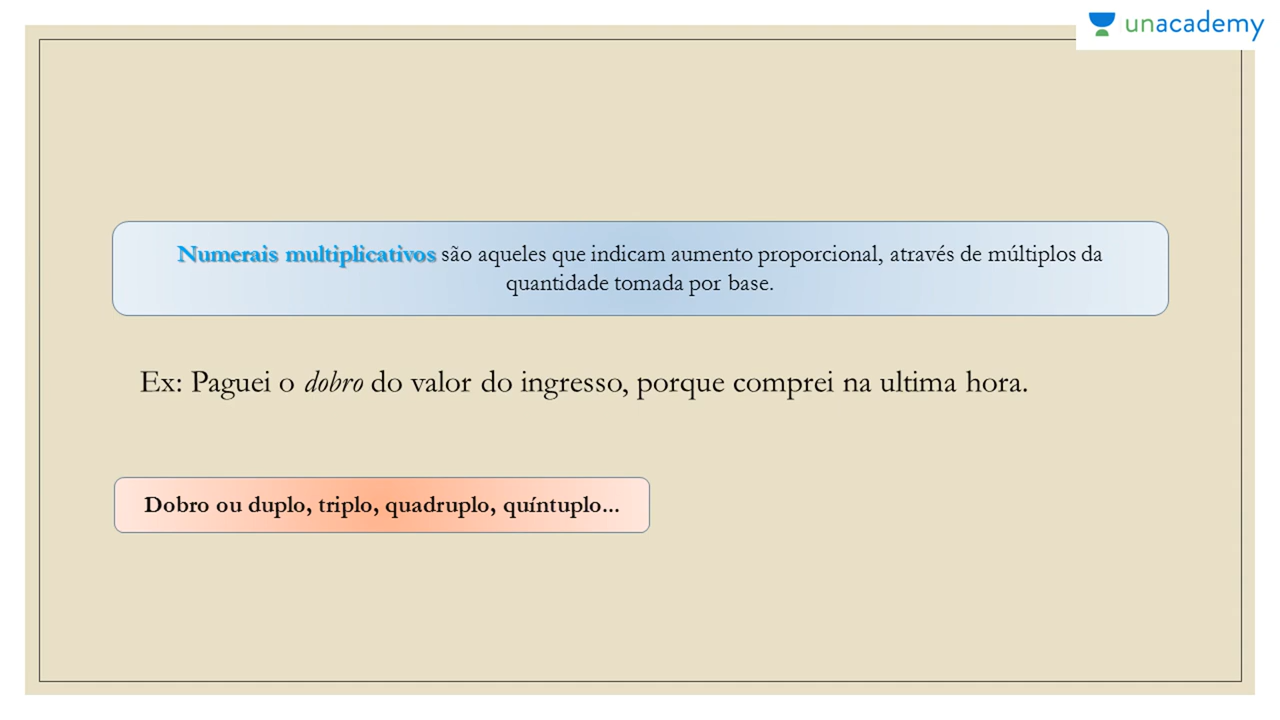 unacademy
Numerais multiplicativos são aqueles que indicam aumento proporcional, através de múltiplos da
quantidade tomada por base.
Ex: Paguei o dobro do valor do ingresso, porque comprei na ultima hora.
Dobro ou duplo, triplo, quadruplo, quíntuplo...